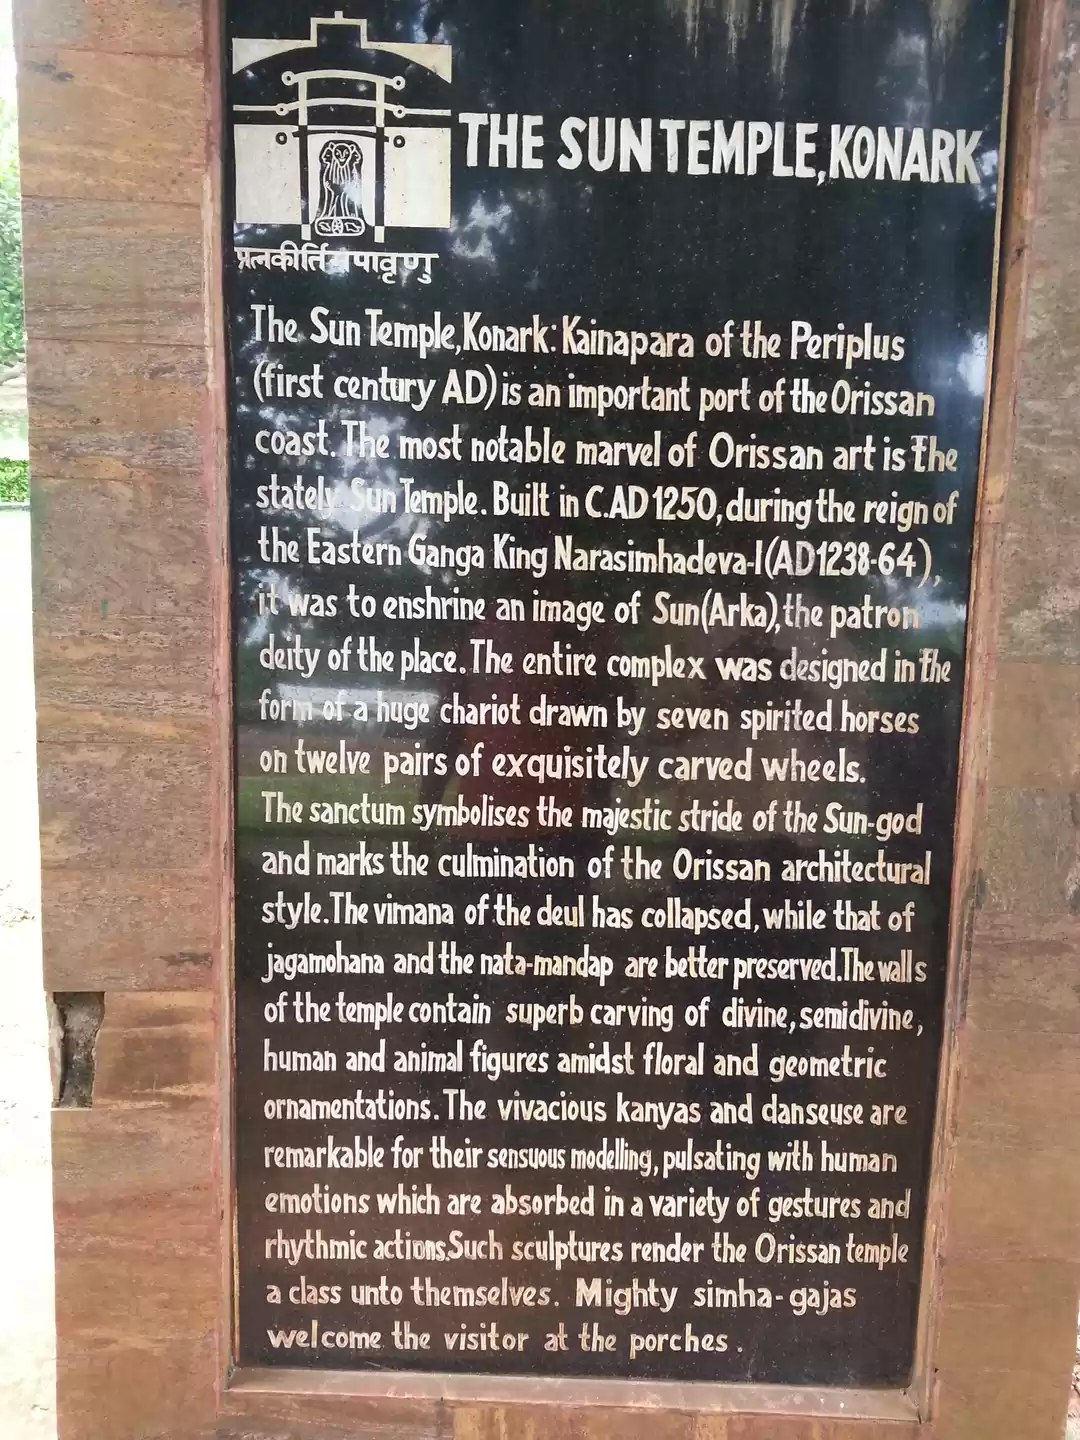 THE SUN TEMPLE, KONARK
प्रत्नकीर्तिमपावृणु
The Sun Temple, Konark: Kainapara of the Periplus
(first century AD) is an important port of the Orissan
coast. The most notable marvel of Orissan art is the
stately Sun Temple. Built in C.AD 1250, during the reign of
the Eastern Ganga King Narasimhadeva-I (AD 1238-64),
it was to enshrine an image of Sun (Arka), the patron
deity of the place. The entire complex was designed in the
form of a huge chariot drawn by seven spirited horses
on twelve pairs of exquisitely carved wheels.
The sanctum symbolises the majestic stride of the Sun-god
and marks the culmination of the Orissan architectural
style. The vimana of the deul has collapsed, while that of
jagamohana and the nata-mandap are better preserved. The walls
of the temple contain superb carving of divine, semidivine,
human and animal figures amidst floral and geometric
ornamentations. The vivacious kanyas and danseuse are
remarkable for their sensuous modelling, pulsating with human
emotions which are absorbed in a variety of gestures and
rhythmic actions. Such sculptures render the Orissan temple
a class unto themselves. Mighty simha-gajas
welcome the visitor at the porches.